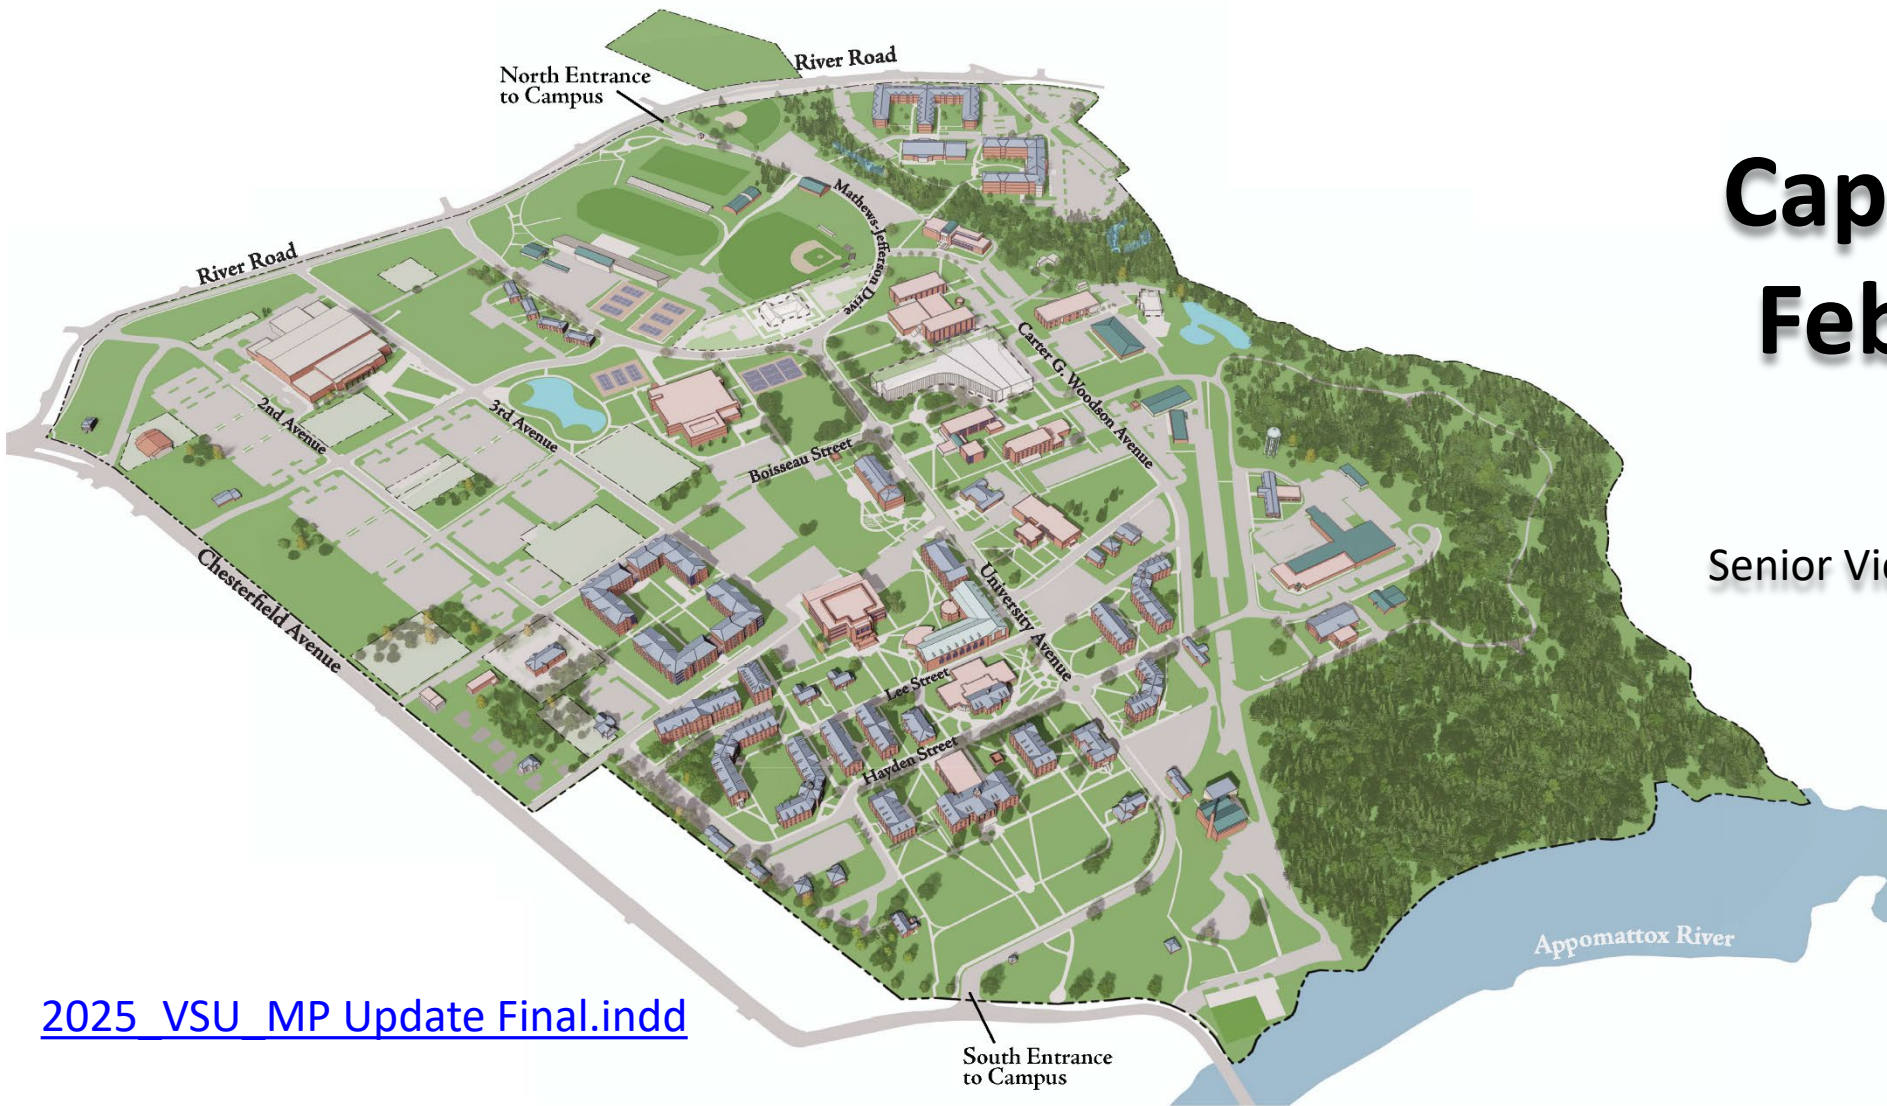 River Road
North Entrance
to Campus
Mathews-Jefferson Drive
River Road
Carter G. Woodson Avenue
2nd Avenue
3rd Avenue
Boisseau Street
Chesterfield Avenue
University Avenue
Lee Street
Hayden Street
Appomattox River
South Entrance
to Campus
2025_VSU_MP Update Final.indd
Cap
Feb
Senior Vic